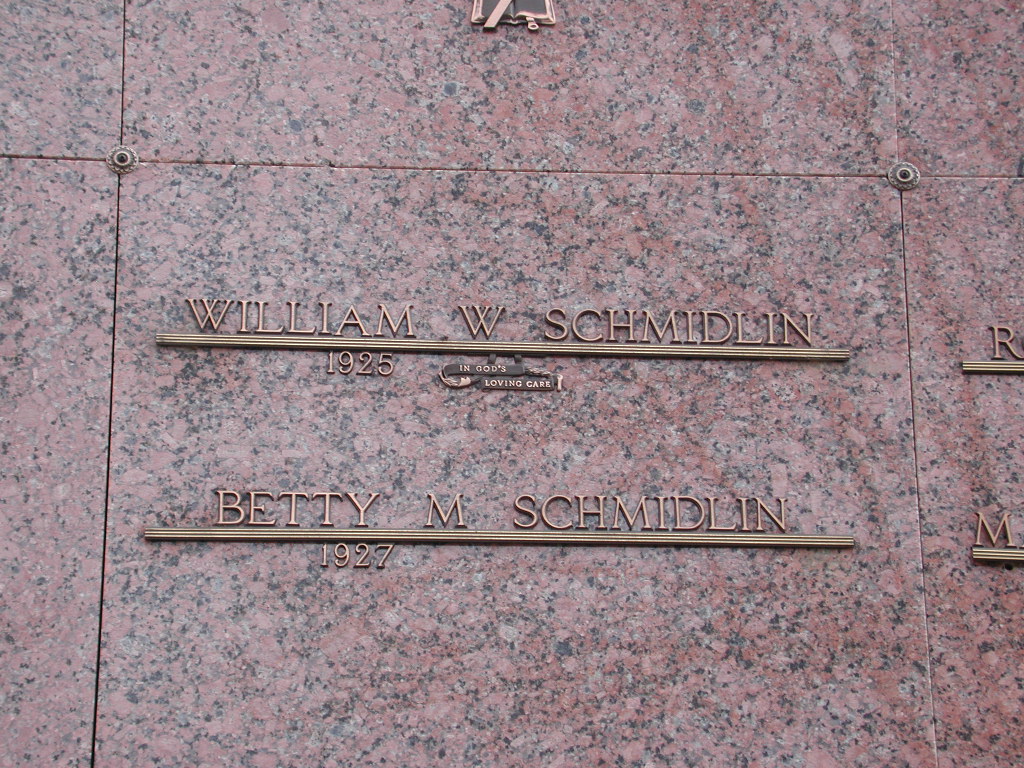 WILLIAM W SCHMIDLIN
1925
IN GOD'S
LOVING CARE
BETTY M SCHMIDLIN
1927